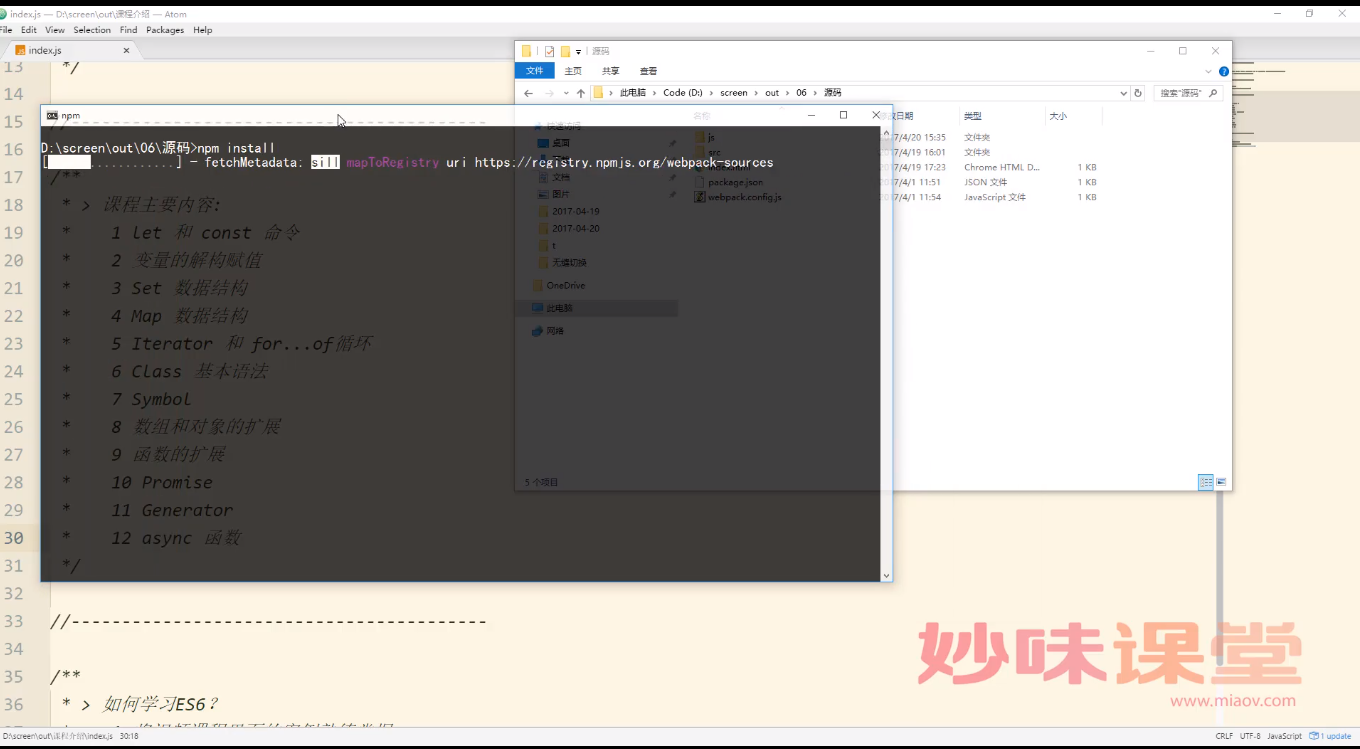 index.js — D:\screen\out\课程介绍 — Atom
File Edit View Selection Find Packages Help
index.js
13 */
14
15 //
16
17 /**
18 * > 课程主要内容:
19 * 1 let 和 const 命令
20 * 2 变量的解构赋值
21 * 3 Set 数据结构
22 * 4 Map 数据结构
23 * 5 Iterator 和 for...of循环
24 * 6 Class 基本语法
25 * 7 Symbol
26 * 8 数组和对象的扩展
27 * 9 函数的扩展
28 * 10 Promise
29 * 11 Generator
30 * 12 async 函数
31 */
32
33 //-----------------------------------------
34
35 /**
36 * > 如何学习ES6?
npm
D:\screen\out\06\源码>npm install
[ ............] - fetchMetadata: sill mapToRegistry uri https://registry.npmjs.org/webpack-sources
源码
文件 主页 共享 查看
此电脑 > Code (D:) > screen > out > 06 > 源码
搜索"源码"
名称 日期 类型 大小
快速访问
桌面
文档
图片
2017-04-19
2017-04-20
t
无缝切换
OneDrive
此电脑
网络
js 2017/4/20 15:35 文件夹
src 2017/4/19 16:01 文件夹
index.html 2017/4/19 17:23 Chrome HTML D... 1 KB
package.json 2017/4/1 11:51 JSON 文件 1 KB
webpack.config.js 2017/4/1 11:54 JavaScript 文件 1 KB
5 个项目
妙味课堂
www.miaov.com
D:\screen\out\课程介绍\index.js 30:18
CRLF UTF-8 JavaScript 1 update